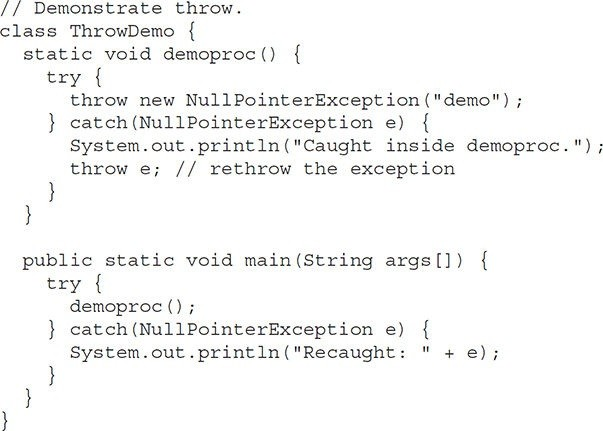 // Demonstrate throw.
class ThrowDemo {
  static void demoproc() {
    try {
      throw new NullPointerException("demo");
    } catch(NullPointerException e) {
      System.out.println("Caught inside demoproc.");
      throw e; // rethrow the exception
    }
  }

  public static void main(String args[]) {
    try {
      demoproc();
    } catch(NullPointerException e) {
      System.out.println("Recaught: " + e);
    }
  }
}